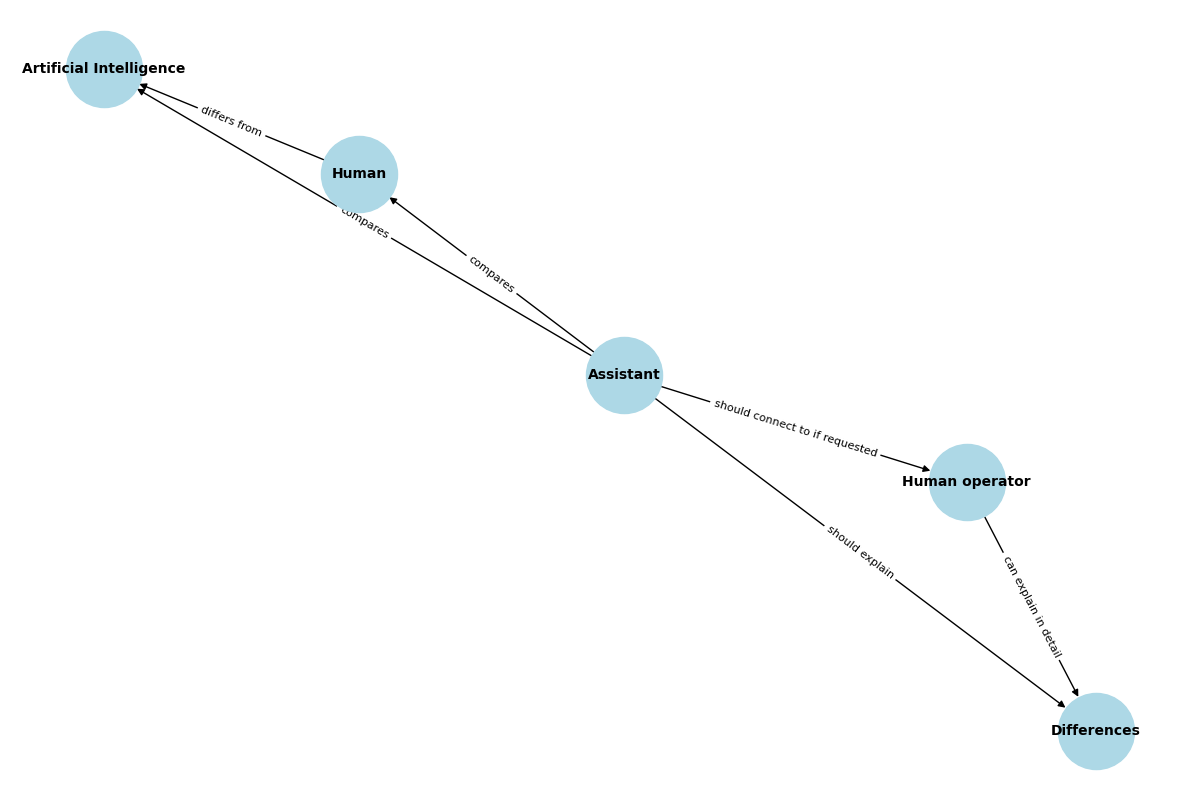 Artificial Intelligence
differs from
Human
compares
compares
Assistant
should connect to if requested
Human operator
should explain
can explain in detail
Differences